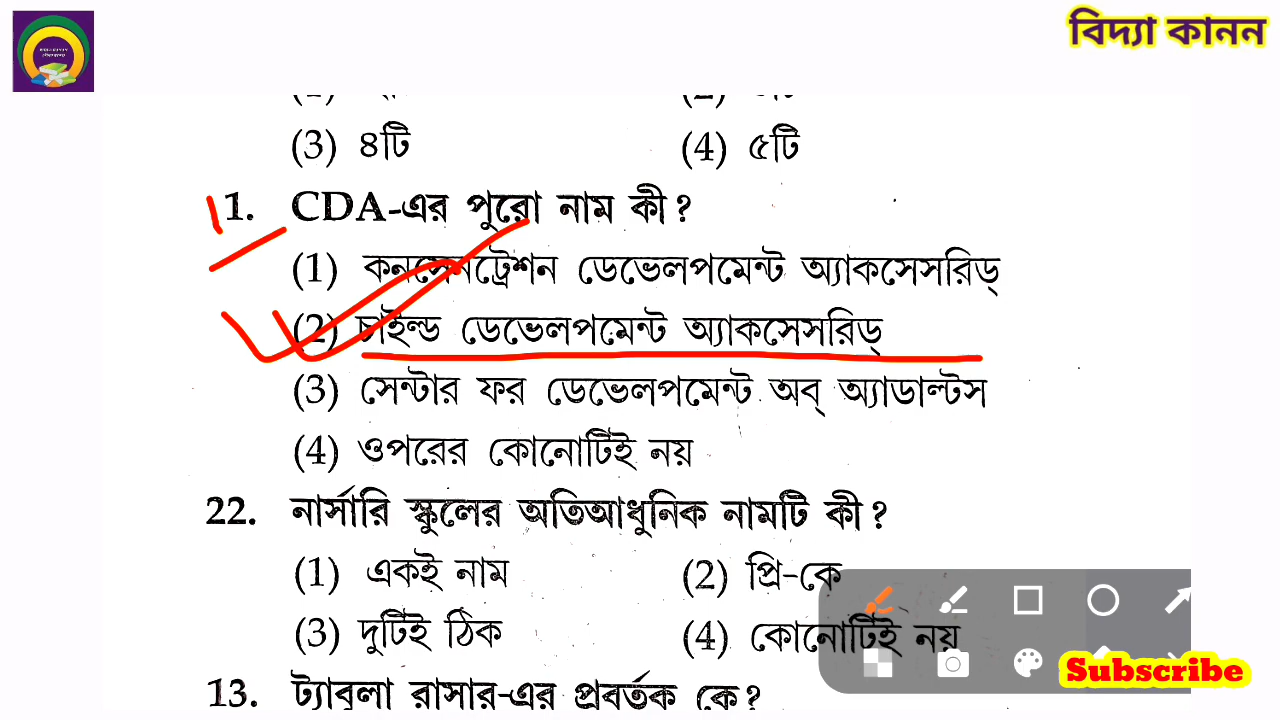 বিদ্যা কানন
(3) ৪টি (4) ৫টি
1. CDA-এর পুরো নাম কী?
(1) কনসেনট্রেশন ডেভেলপমেন্ট অ্যাকসেসরিড্
(2) চাইল্ড ডেভেলপমেন্ট অ্যাকসেসরিড্
(3) সেন্টার ফর ডেভেলপমেন্ট অব্ অ্যাডাল্টস
(4) ওপরের কোনোটিই নয়
22. নার্সারি স্কুলের অতিআধুনিক নামটি কী?
(1) একই নাম (2) প্রি-কে
(3) দুটিই ঠিক (4) কোনোটিই নয়
Subscribe
13. ট্যাবুলা রাসার-এর প্রবর্তক কে?